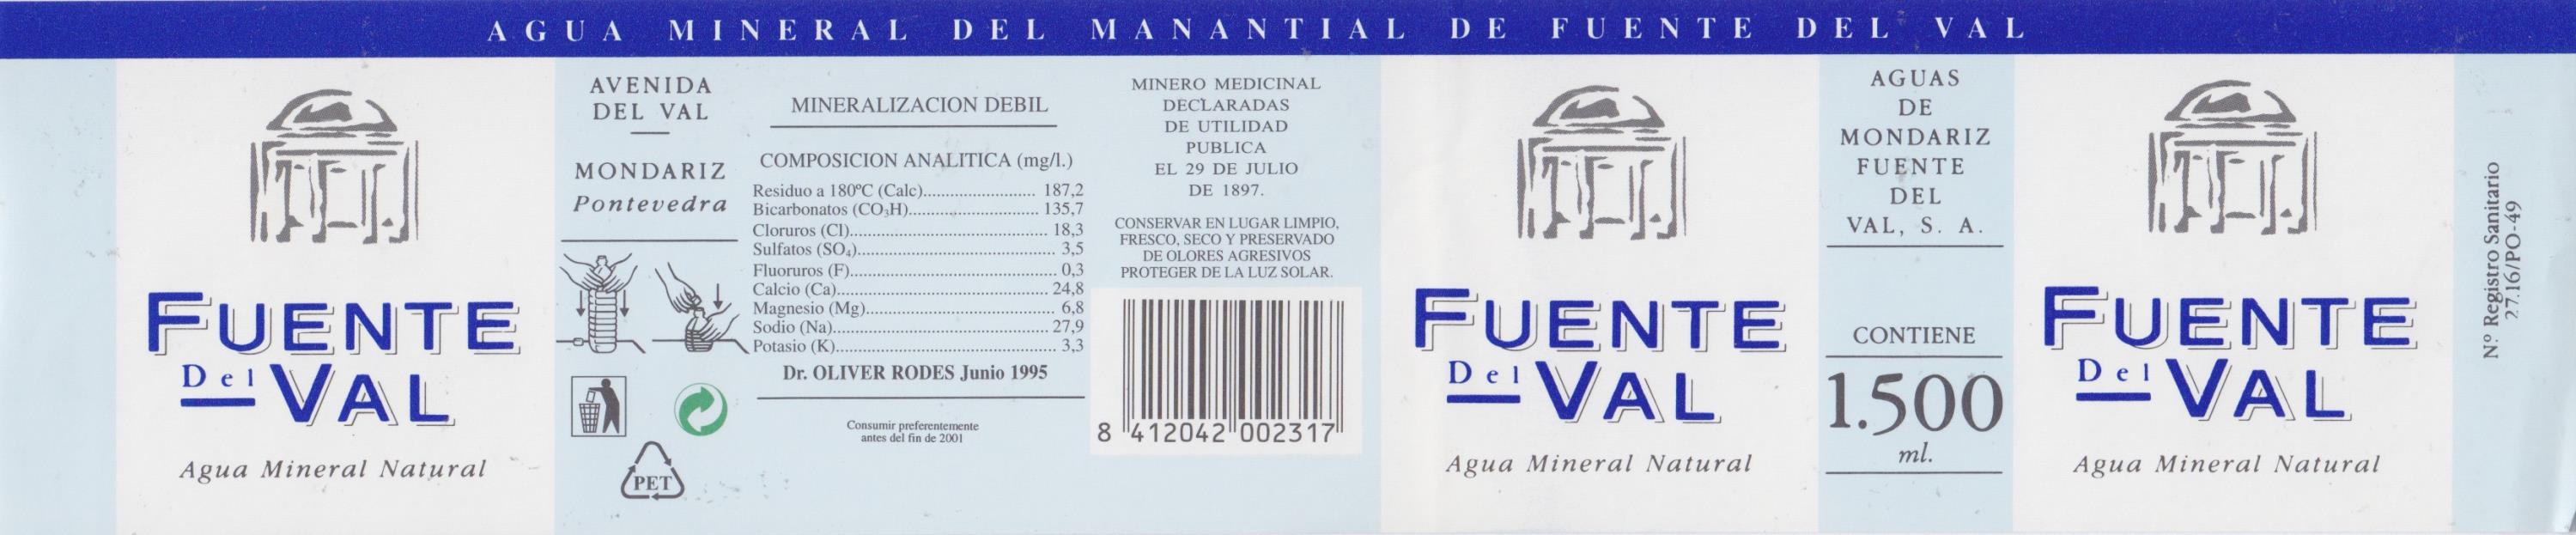 AGUA MINERAL DEL MANANTIAL DE FUENTE DEL VAL
FUENTE
Del VAL
Agua Mineral Natural
AVENIDA
DEL VAL
MONDARIZ
Pontevedra
PET
MINERALIZACION DEBIL
COMPOSICION ANALITICA (mg/l.)
Residuo a 180ºC (Calc)............................ 187,2
Bicarbonatos (CO₃H)................................ 135,7
Cloruros (Cl)................................................ 18,3
Sulfatos (SO₄)................................................ 3,5
Fluoruros (F)................................................ 0,3
Calcio (Ca)................................................ 24,8
Magnesio (Mg)................................................ 6,8
Sodio (Na)................................................ 27,9
Potasio (K)................................................ 3,3
Dr. OLIVER RODES Junio 1995
Consumir preferentemente
antes del fin de 2001
MINERO MEDICINAL
DECLARADAS
DE UTILIDAD
PUBLICA
EL 29 DE JULIO
DE 1897.
CONSERVAR EN LUGAR LIMPIO,
FRESCO, SECO Y PRESERVADO
DE OLORES AGRESIVOS
PROTEGER DE LA LUZ SOLAR.
8 412042 002317
FUENTE
Del VAL
Agua Mineral Natural
AGUAS
DE
MONDARIZ
FUENTE
DEL
VAL, S. A.
CONTIENE
1.500
ml.
FUENTE
Del VAL
Agua Mineral Natural
N.º Registro Sanitario
27.16/PO-49